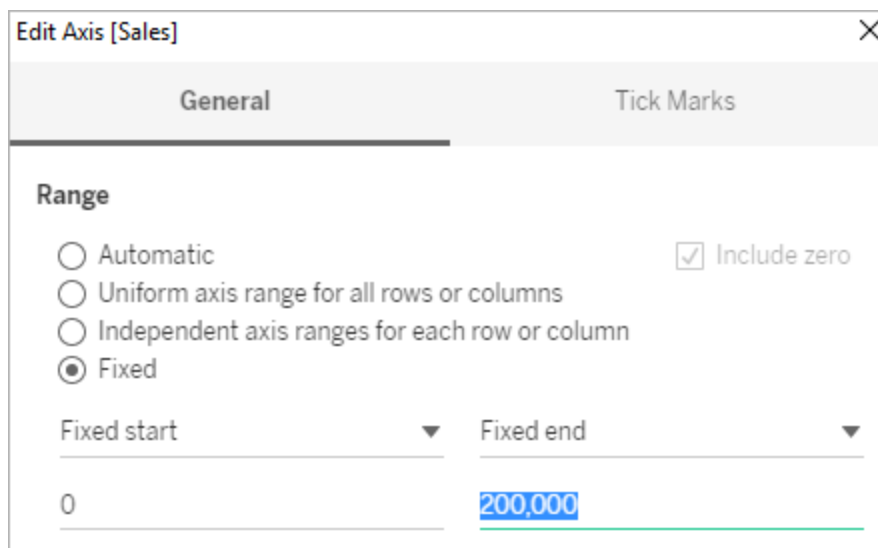 Edit Axis [Sales]
General Tick Marks
Range
Automatic Include zero
Uniform axis range for all rows or columns
Independent axis ranges for each row or column
Fixed
Fixed start Fixed end
0 200,000